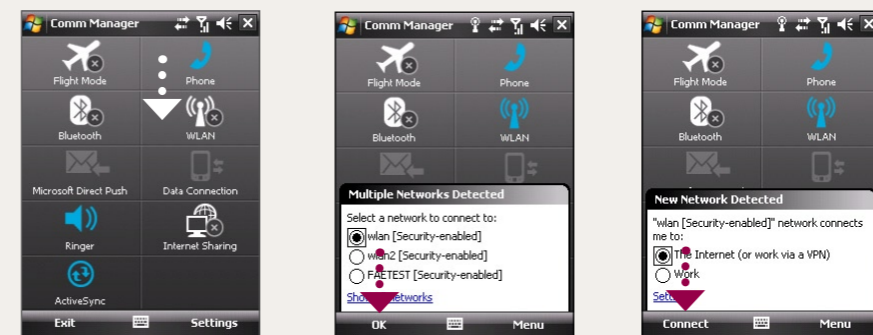 Comm Manager
Flight Mode
Phone
Bluetooth
WLAN
Microsoft Direct Push
Data Connection
Ringer
Internet Sharing
ActiveSync
Exit
Settings
Comm Manager
Flight Mode
Phone
Bluetooth
WLAN
Multiple Networks Detected
Select a network to connect to:
wlan [Security-enabled]
wlan2 [Security-enabled]
FAETEST [Security-enabled]
OK
Menu
Comm Manager
Flight Mode
Phone
Bluetooth
WLAN
New Network Detected
"wlan [Security-enabled]" network connects
me to:
The Internet (or work via a VPN)
Work
Connect
Menu